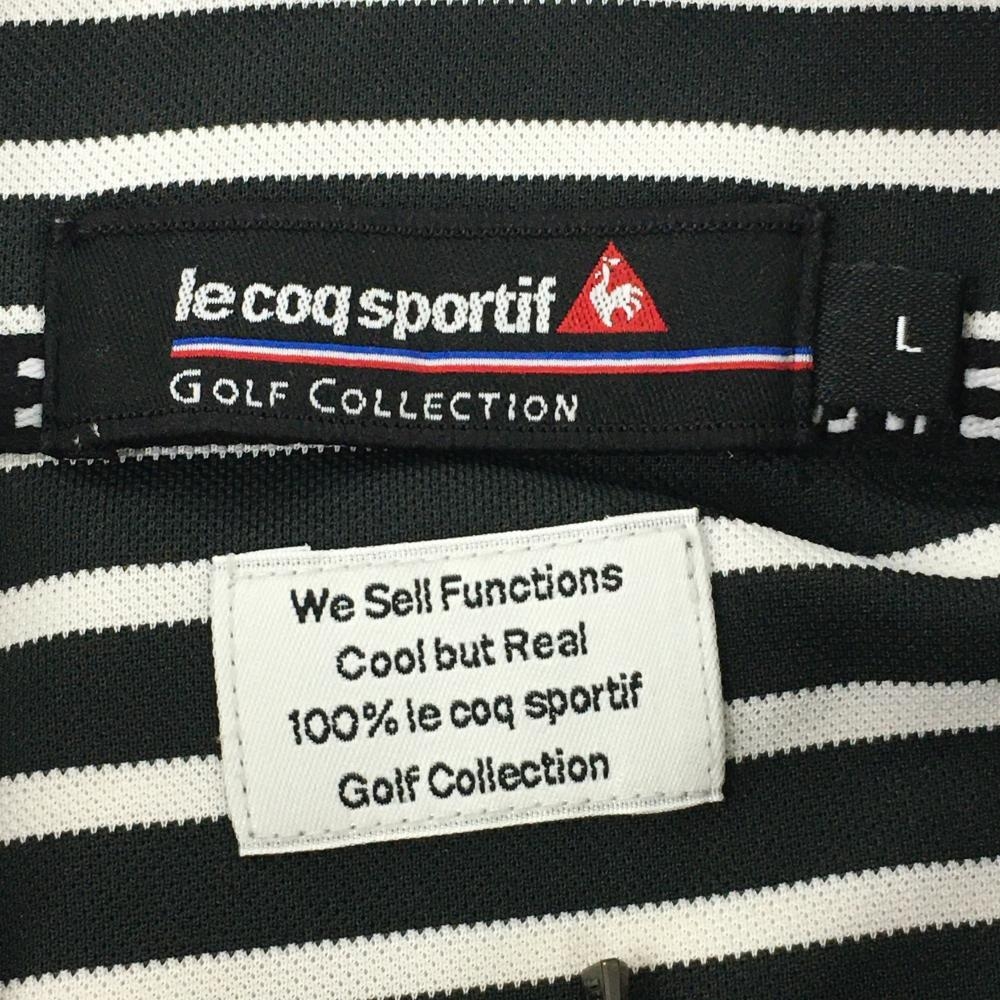 le coq sportif
GOLF COLLECTION
L
We Sell Functions
Cool but Real
100% le coq sportif
Golf Collection